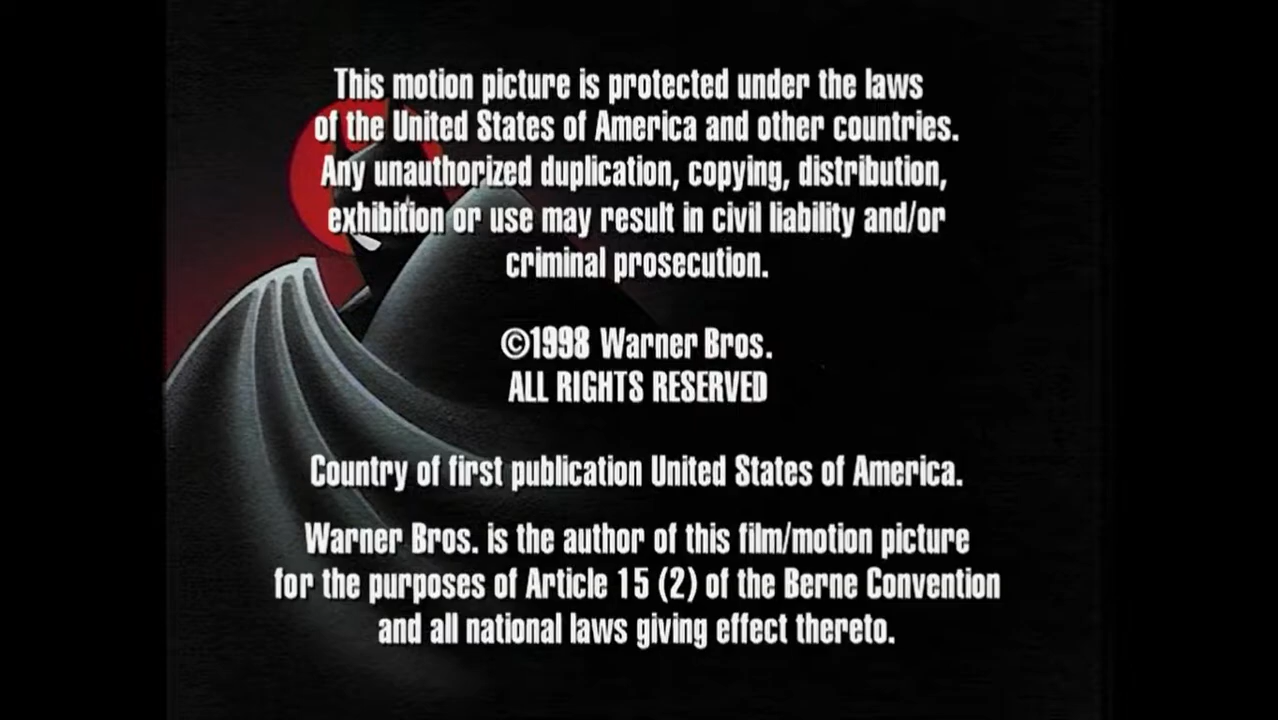 This motion picture is protected under the laws
of the United States of America and other countries.
Any unauthorized duplication, copying, distribution,
exhibition or use may result in civil liability and/or
criminal prosecution.
©1998 Warner Bros.
ALL RIGHTS RESERVED
Country of first publication United States of America.
Warner Bros. is the author of this film/motion picture
for the purposes of Article 15 (2) of the Berne Convention
and all national laws giving effect thereto.